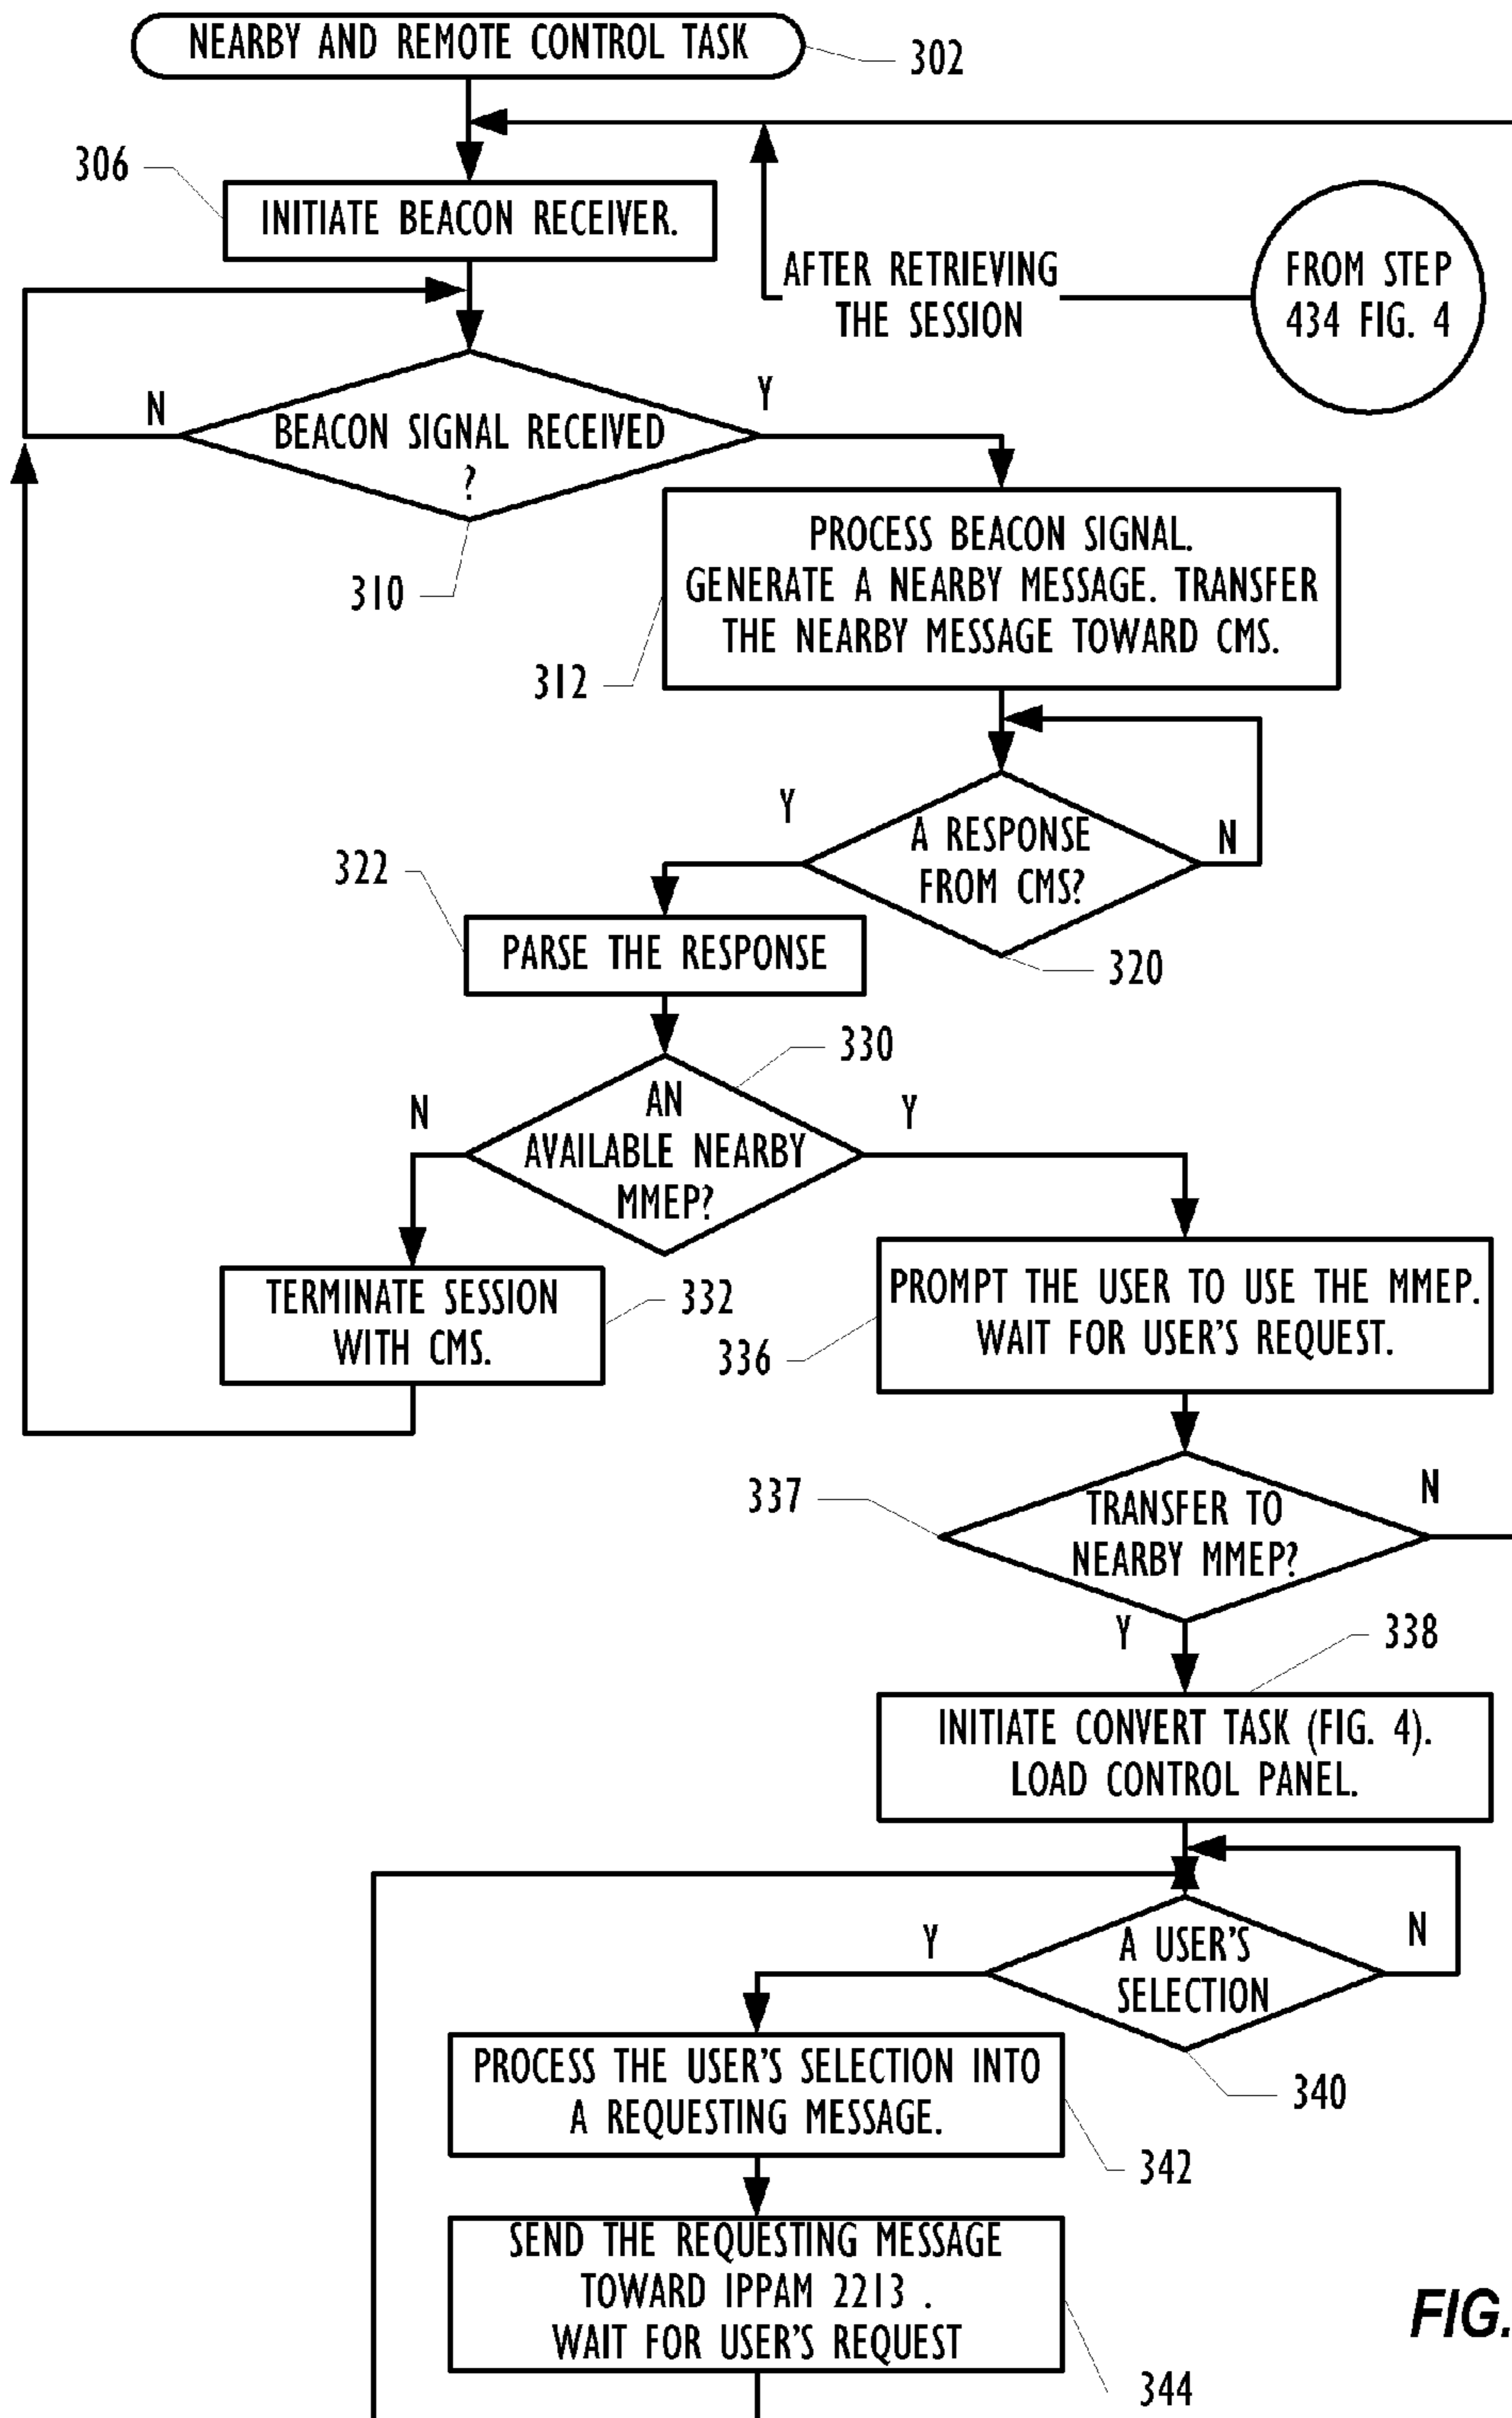 NEARBY AND REMOTE CONTROL TASK
302
306
INITIATE BEACON RECEIVER.
AFTER RETRIEVING
THE SESSION
FROM STEP
434 FIG. 4
N
Y
BEACON SIGNAL RECEIVED
?
310
PROCESS BEACON SIGNAL.
GENERATE A NEARBY MESSAGE. TRANSFER
THE NEARBY MESSAGE TOWARD CMS.
312
Y
A RESPONSE
FROM CMS?
N
320
322
PARSE THE RESPONSE
330
N
AN
AVAILABLE NEARBY
MMEP?
Y
TERMINATE SESSION
WITH CMS.
332
PROMPT THE USER TO USE THE MMEP.
WAIT FOR USER'S REQUEST.
336
337
TRANSFER TO
NEARBY MMEP?
N
Y
338
INITIATE CONVERT TASK (FIG. 4).
LOAD CONTROL PANEL.
Y
A USER'S
SELECTION
N
340
PROCESS THE USER'S SELECTION INTO
A REQUESTING MESSAGE.
342
SEND THE REQUESTING MESSAGE
TOWARD IPPAM 2213 .
WAIT FOR USER'S REQUEST
344
FIG.